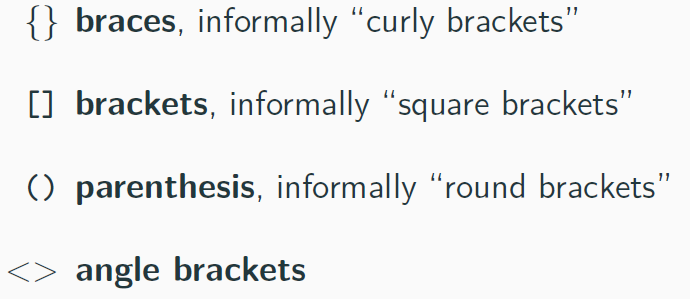 {} braces, informally “curly brackets”
[] brackets, informally “square brackets”
() parenthesis, informally “round brackets”
<> angle brackets